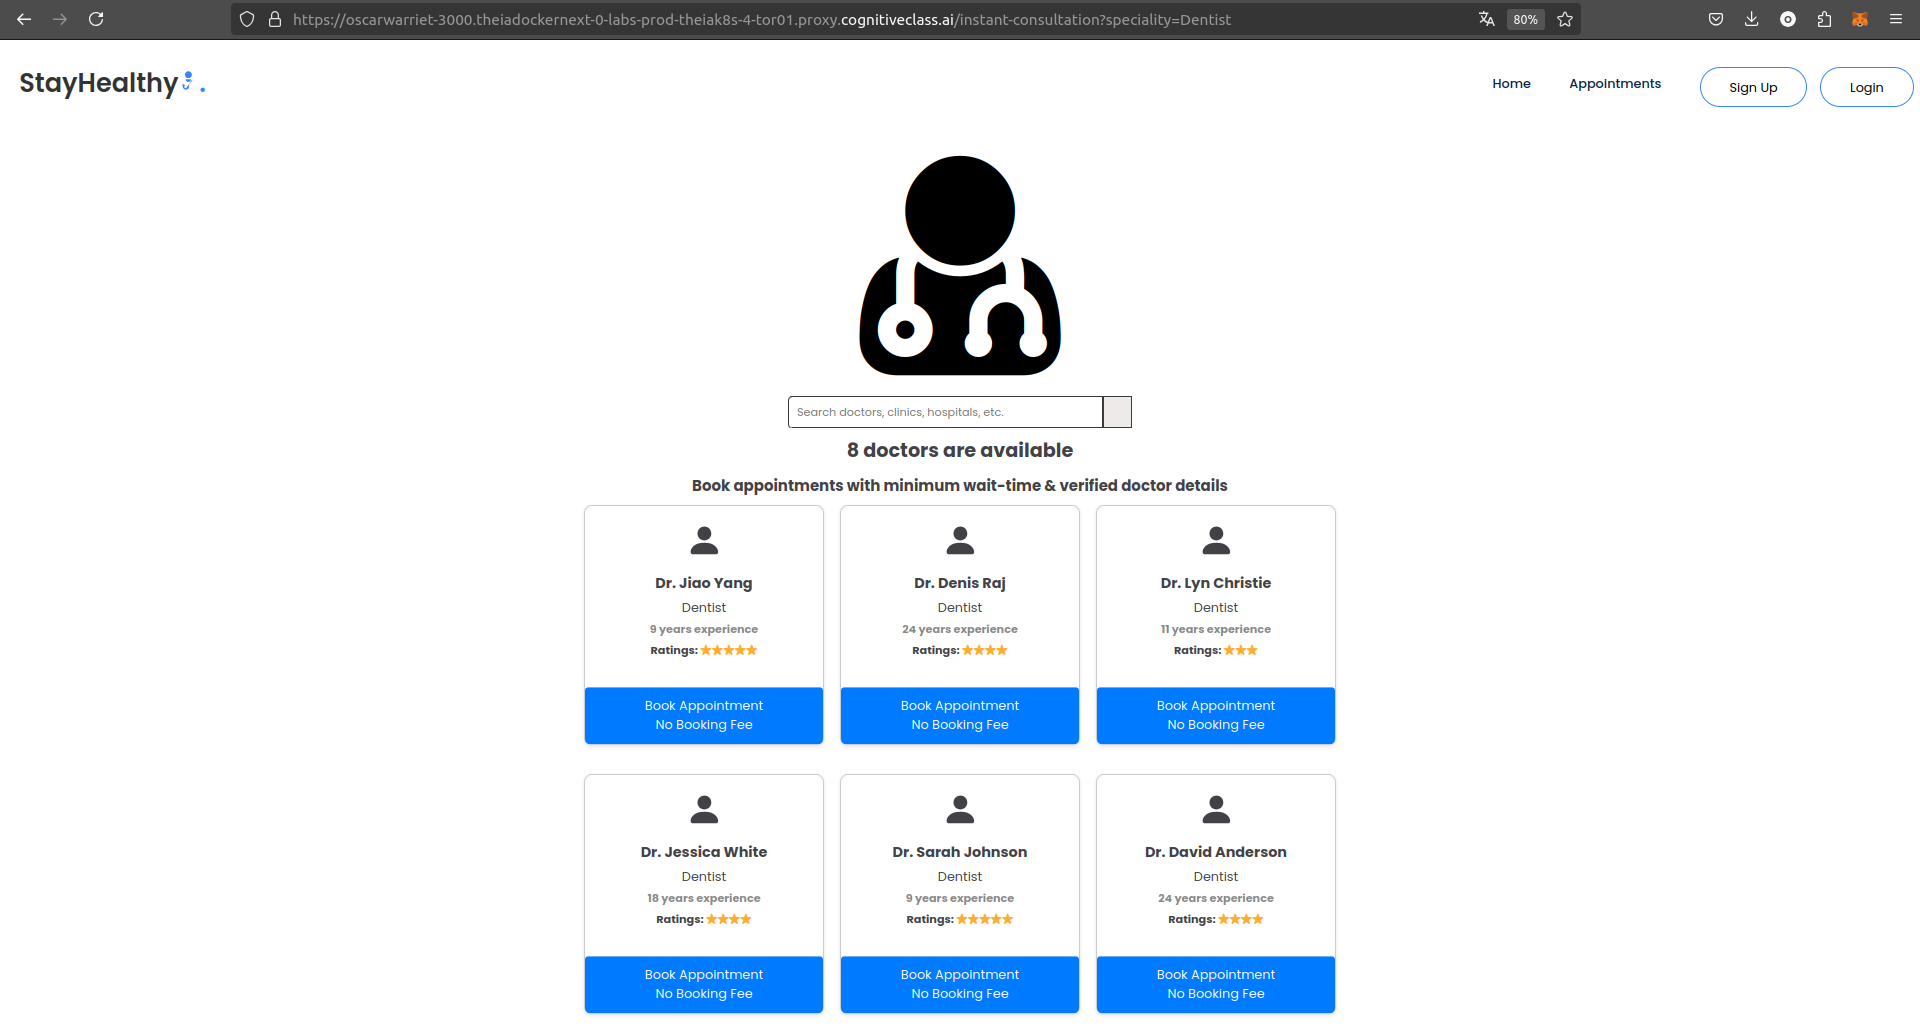 https://oscarwarriet-3000.theiadockernext-0-labs-prod-theiak8s-4-tor01.proxy.cognitiveclass.ai/instant-consultation?speciality=Dentist
80%
StayHealthy
Home
Appointments
Sign Up
Login
Search doctors, clinics, hospitals, etc.
8 doctors are available
Book appointments with minimum wait-time & verified doctor details
Dr. Jiao Yang
Dentist
9 years experience
Ratings: ★★★★★
Book Appointment
No Booking Fee
Dr. Denis Raj
Dentist
24 years experience
Ratings: ★★★★
Book Appointment
No Booking Fee
Dr. Lyn Christie
Dentist
11 years experience
Ratings: ★★★
Book Appointment
No Booking Fee
Dr. Jessica White
Dentist
18 years experience
Ratings: ★★★★
Book Appointment
No Booking Fee
Dr. Sarah Johnson
Dentist
9 years experience
Ratings: ★★★★★
Book Appointment
No Booking Fee
Dr. David Anderson
Dentist
24 years experience
Ratings: ★★★★
Book Appointment
No Booking Fee